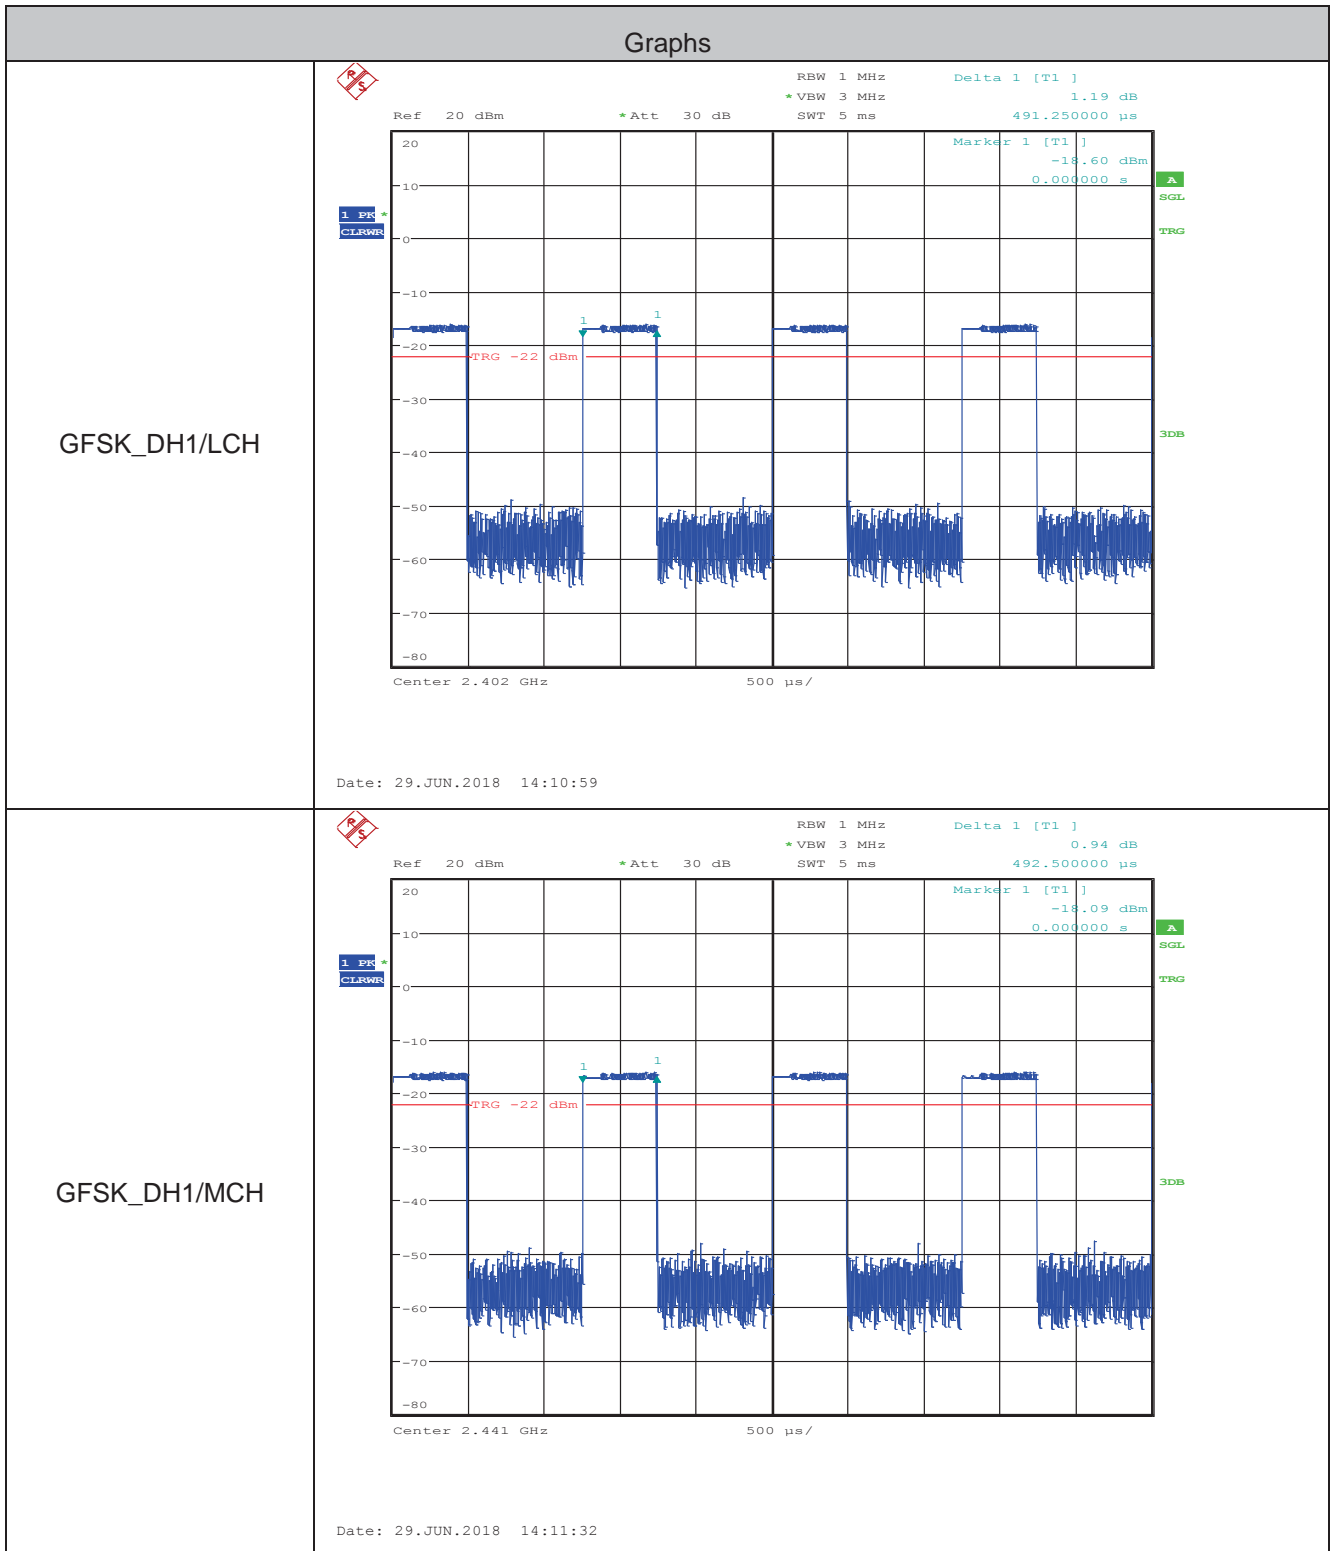 Graphs
GFSK_DH1/LCH
R S
RBW 1 MHz Delta 1 [T1 ]
*VBW 3 MHz 1.19 dB
Ref 20 dBm *Att 30 dB SWT 5 ms 491.250000 µs
20 Marker 1 [T1 ]
-18.60 dBm
10 0.000000 s A
SGL
1 PK *
CLRWR
0 TRG
-10
1 1
-20
TRG -22 dBm
-30
3DB
-40
-50
-60
-70
-80
Center 2.402 GHz 500 µs/
Date: 29.JUN.2018 14:10:59
GFSK_DH1/MCH
R S
RBW 1 MHz Delta 1 [T1 ]
*VBW 3 MHz 0.94 dB
Ref 20 dBm *Att 30 dB SWT 5 ms 492.500000 µs
20 Marker 1 [T1 ]
-18.09 dBm
10 0.000000 s A
SGL
1 PK *
CLRWR
0 TRG
-10
1 1
-20
TRG -22 dBm
-30
3DB
-40
-50
-60
-70
-80
Center 2.441 GHz 500 µs/
Date: 29.JUN.2018 14:11:32